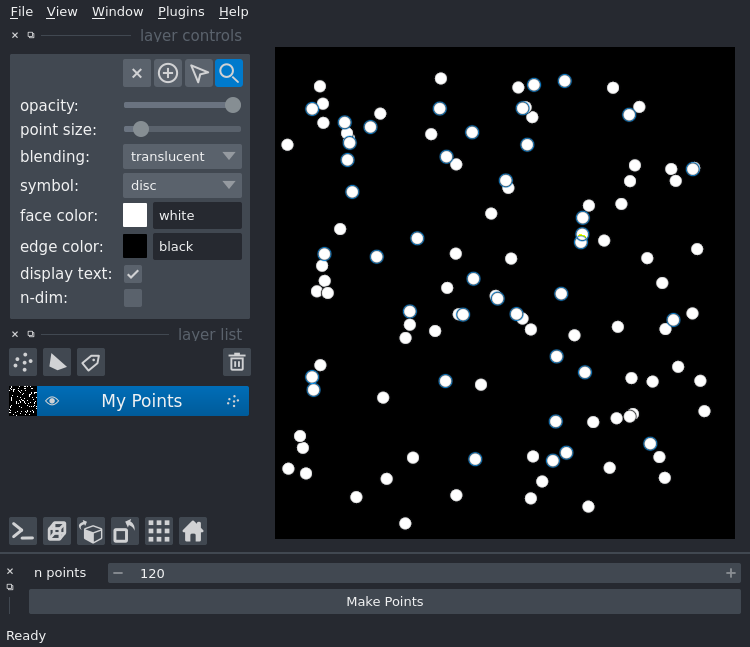 File View Window Plugins Help
layer controls
opacity:
point size:
blending: translucent
symbol: disc
face color: white
edge color: black
display text:
n-dim:
layer list
My Points
n points 120
Make Points
Ready